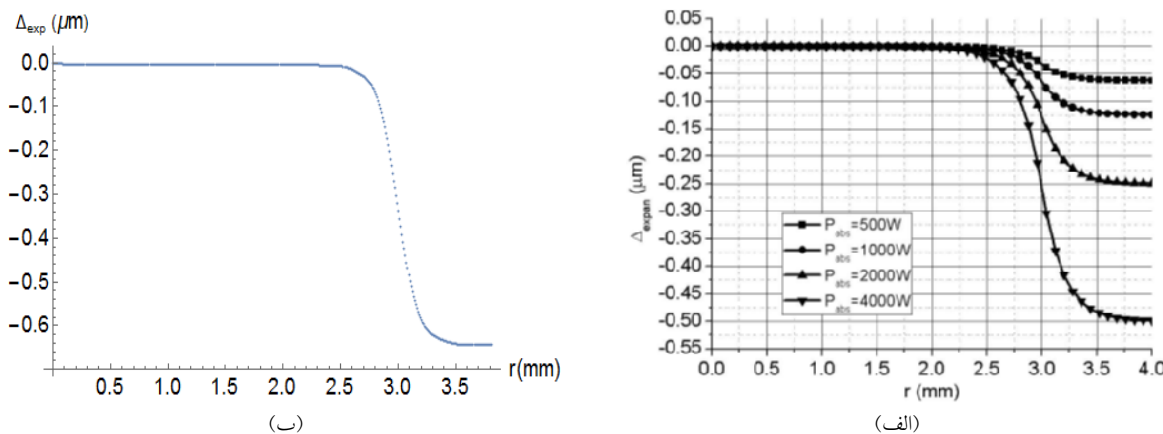 Δexp (μm)
0.0
−0.1
−0.2
−0.3
−0.4
−0.5
−0.6
0.5 1.0 1.5 2.0 2.5 3.0 3.5
r(mm)
(ب)
0.05
0.00
-0.05
-0.10
-0.15
-0.20
-0.25
-0.30
-0.35
-0.40
-0.45
-0.50
-0.55
Δexpan (μm)
Pabs=500W
Pabs=1000W
Pabs=2000W
Pabs=4000W
0.0 0.5 1.0 1.5 2.0 2.5 3.0 3.5 4.0
r (mm)
(الف)